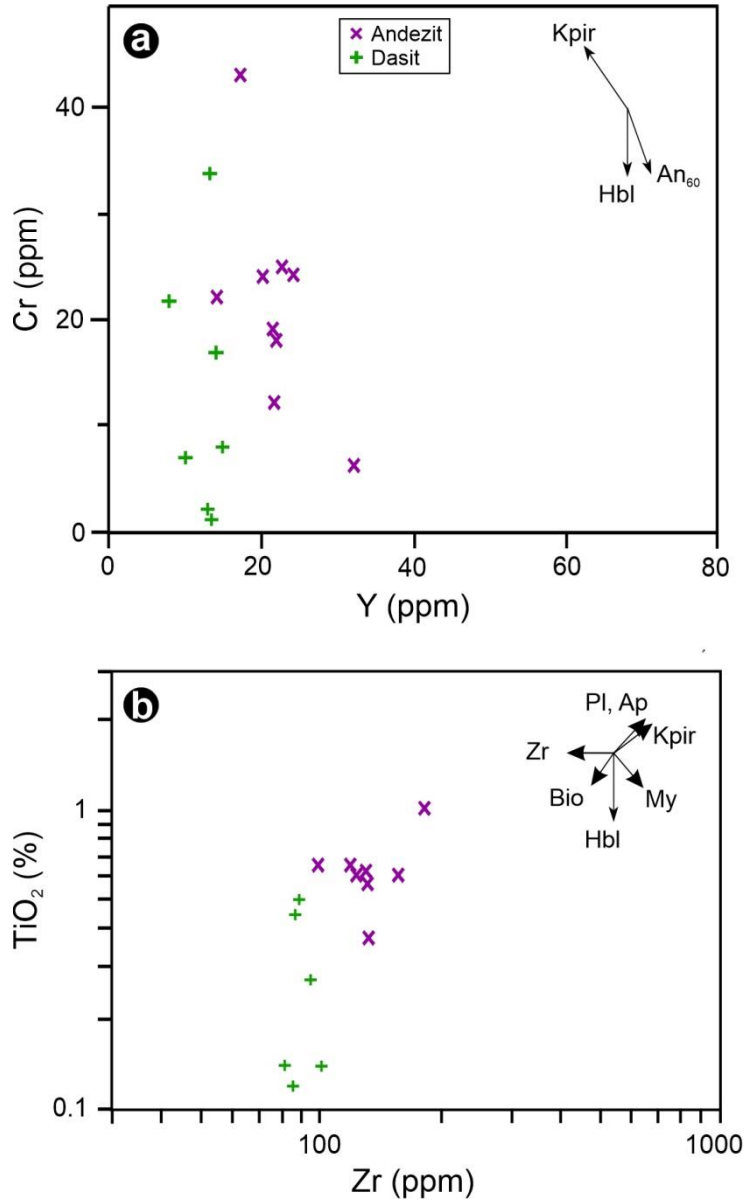 a
× Andezit
+ Dasit
Kpir
Hbl
An₆₀
40
20
0
Cr (ppm)
0 20 40 60 80
Y (ppm)
b
Pl, Ap
Kpir
Zr
Bio
My
Hbl
1
0.1
TiO₂ (%)
100 1000
Zr (ppm)